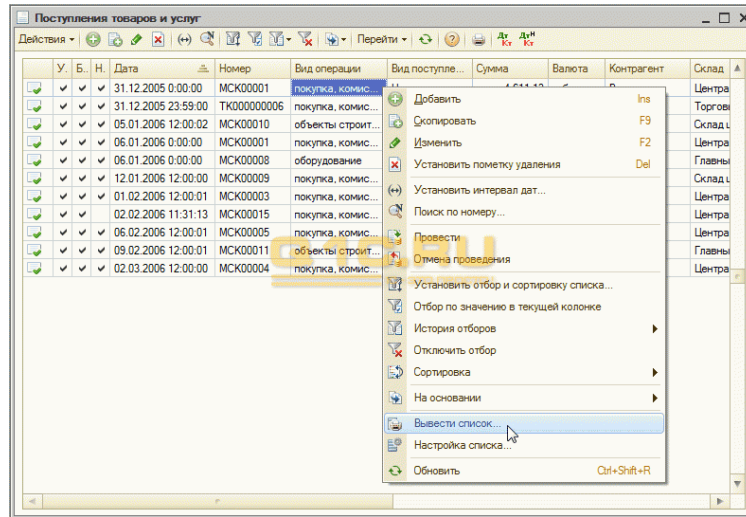 Поступления товаров и услуг
Действия Перейти Дт Кт ДтН Кт
У. Б.. Н. Дата Номер Вид операции Вид поступле... Сумма Валюта Контрагент Склад
31.12.2005 0:00:00 МСК00001 покупка, комис... Центра
31.12.2005 23:59:00 ТК000000006 покупка, комис... Торгов
05.01.2006 12:00:02 МСК00010 объекты строит... Склад
06.01.2006 0:00:00 МСК00001 покупка, комис... Центра
06.01.2006 0:00:00 МСК00008 оборудование Главны
12.01.2006 12:00:00 МСК00009 покупка, комис... Склад
01.02.2006 12:00:01 МСК00003 покупка, комис... Центра
02.02.2006 11:31:13 МСК00015 покупка, комис... Центра
06.02.2006 12:00:01 МСК00005 покупка, комис... Центра
09.02.2006 12:00:01 МСК00011 объекты строит... Главны
02.03.2006 12:00:00 МСК00004 покупка, комис... Центра
Добавить Ins
Скопировать F9
Изменить F2
Установить пометку удаления Del
Установить интервал дат...
Поиск по номеру...
Провести
Отмена проведения
Установить отбор и сортировку списка...
Отбор по значению в текущей колонке
История отборов
Отключить отбор
Сортировка
На основании
Вывести список...
Настройка списка...
Обновить Ctrl+Shift+R